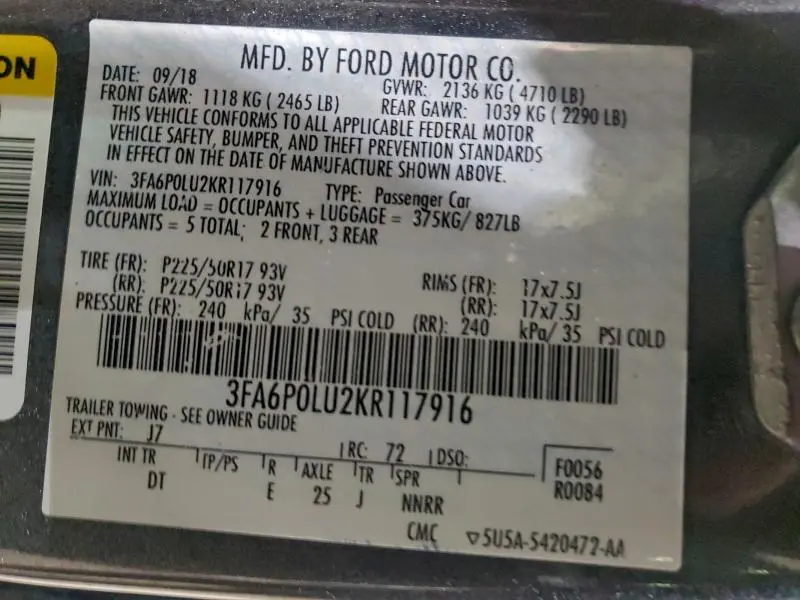 ON
MFD. BY FORD MOTOR CO.
DATE: 09/18 GVWR: 2136 KG ( 4710 LB)
FRONT GAWR: 1118 KG ( 2465 LB) REAR GAWR: 1039 KG ( 2290 LB)
THIS VEHICLE CONFORMS TO ALL APPLICABLE FEDERAL MOTOR
VEHICLE SAFETY, BUMPER, AND THEFT PREVENTION STANDARDS
IN EFFECT ON THE DATE OF MANUFACTURE SHOWN ABOVE.
VIN: 3FA6P0LU2KR117916 TYPE: Passenger Car
MAXIMUM LOAD = OCCUPANTS + LUGGAGE = 375KG/ 827LB
OCCUPANTS = 5 TOTAL; 2 FRONT, 3 REAR
TIRE (FR): P225/50R17 93V RIMS (FR): 17x7.5J
(RR): P225/50R17 93V (RR): 17x7.5J
PRESSURE (FR): 240 kPa/ 35 PSI COLD (RR): 240 kPa/ 35 PSI COLD
3FA6P0LU2KR117916
TRAILER TOWING - SEE OWNER GUIDE
EXT PNT: J7 RC: 72 DSO: F0056
INT TR TP/PS R AXLE TR SPR R0084
DT E 25 J NNRR
CMC ▽5U5A-5420472-AA